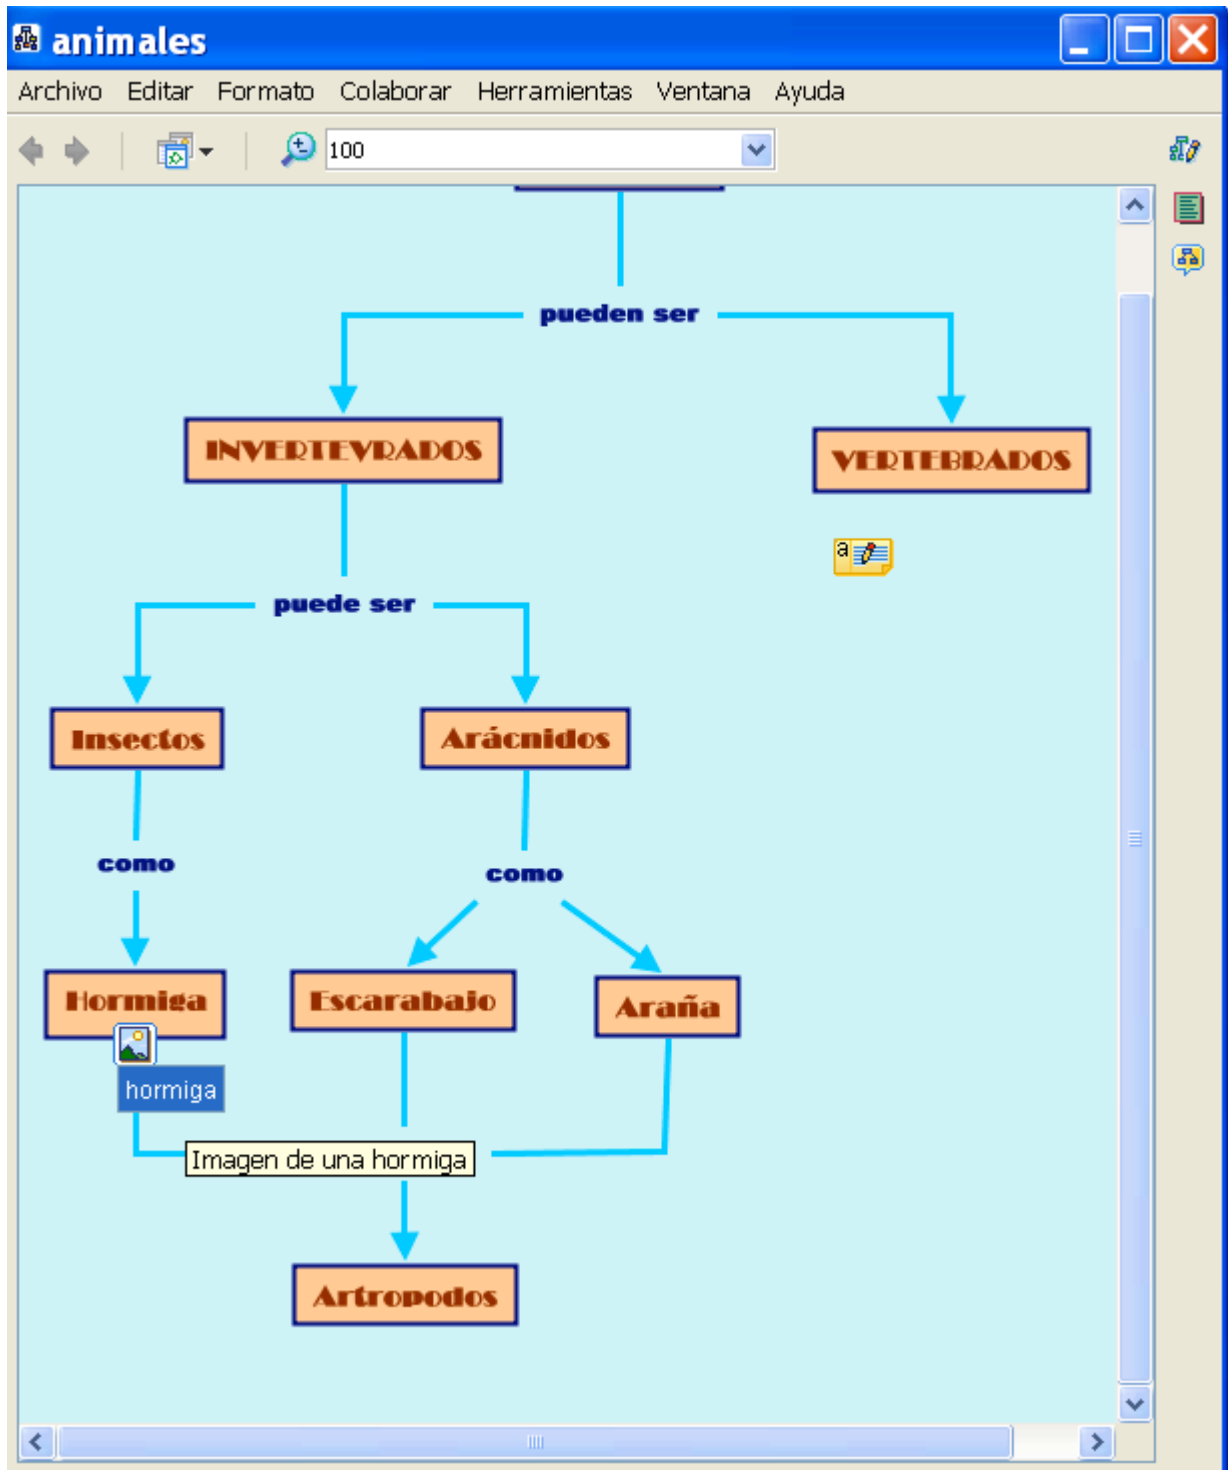 animales
Archivo Editar Formato Colaborar Herramientas Ventana Ayuda
100
pueden ser
INVERTEVRADOS
VERTEBRADOS
a
puede ser
Insectos
Arácnidos
como
como
Hormiga
Escarabajo
Araña
hormiga
Imagen de una hormiga
Artropodos